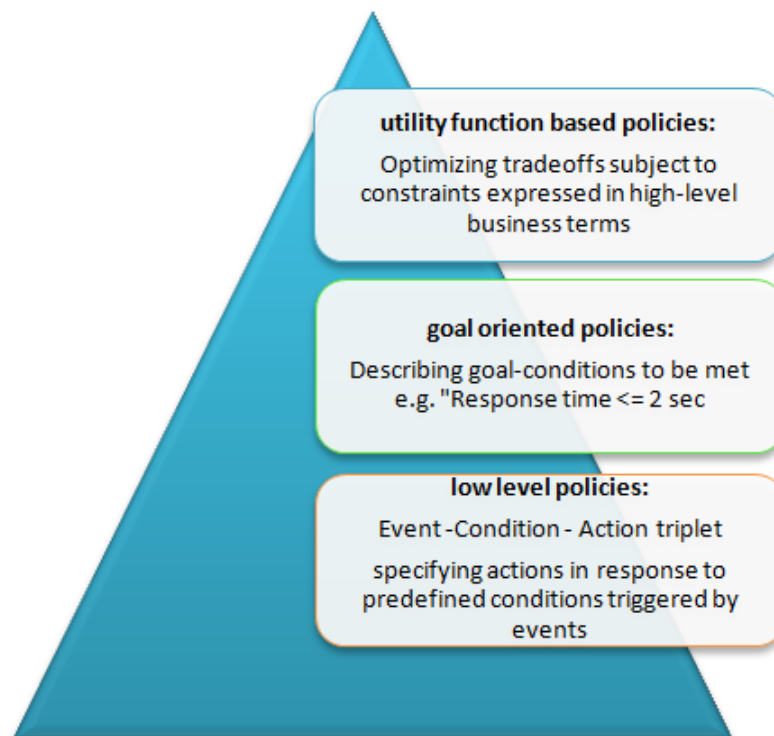 utility function based policies:
Optimizing tradeoffs subject to
constraints expressed in high-level
business terms
goal oriented policies:
Describing goal-conditions to be met
e.g. "Response time <= 2 sec
low level policies:
Event -Condition - Action triplet
specifying actions in response to
predefined conditions triggered by
events